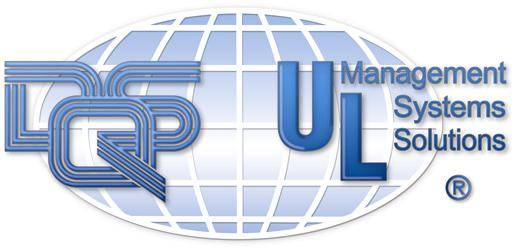 DQS
UL
Management
Systems
Solutions
®